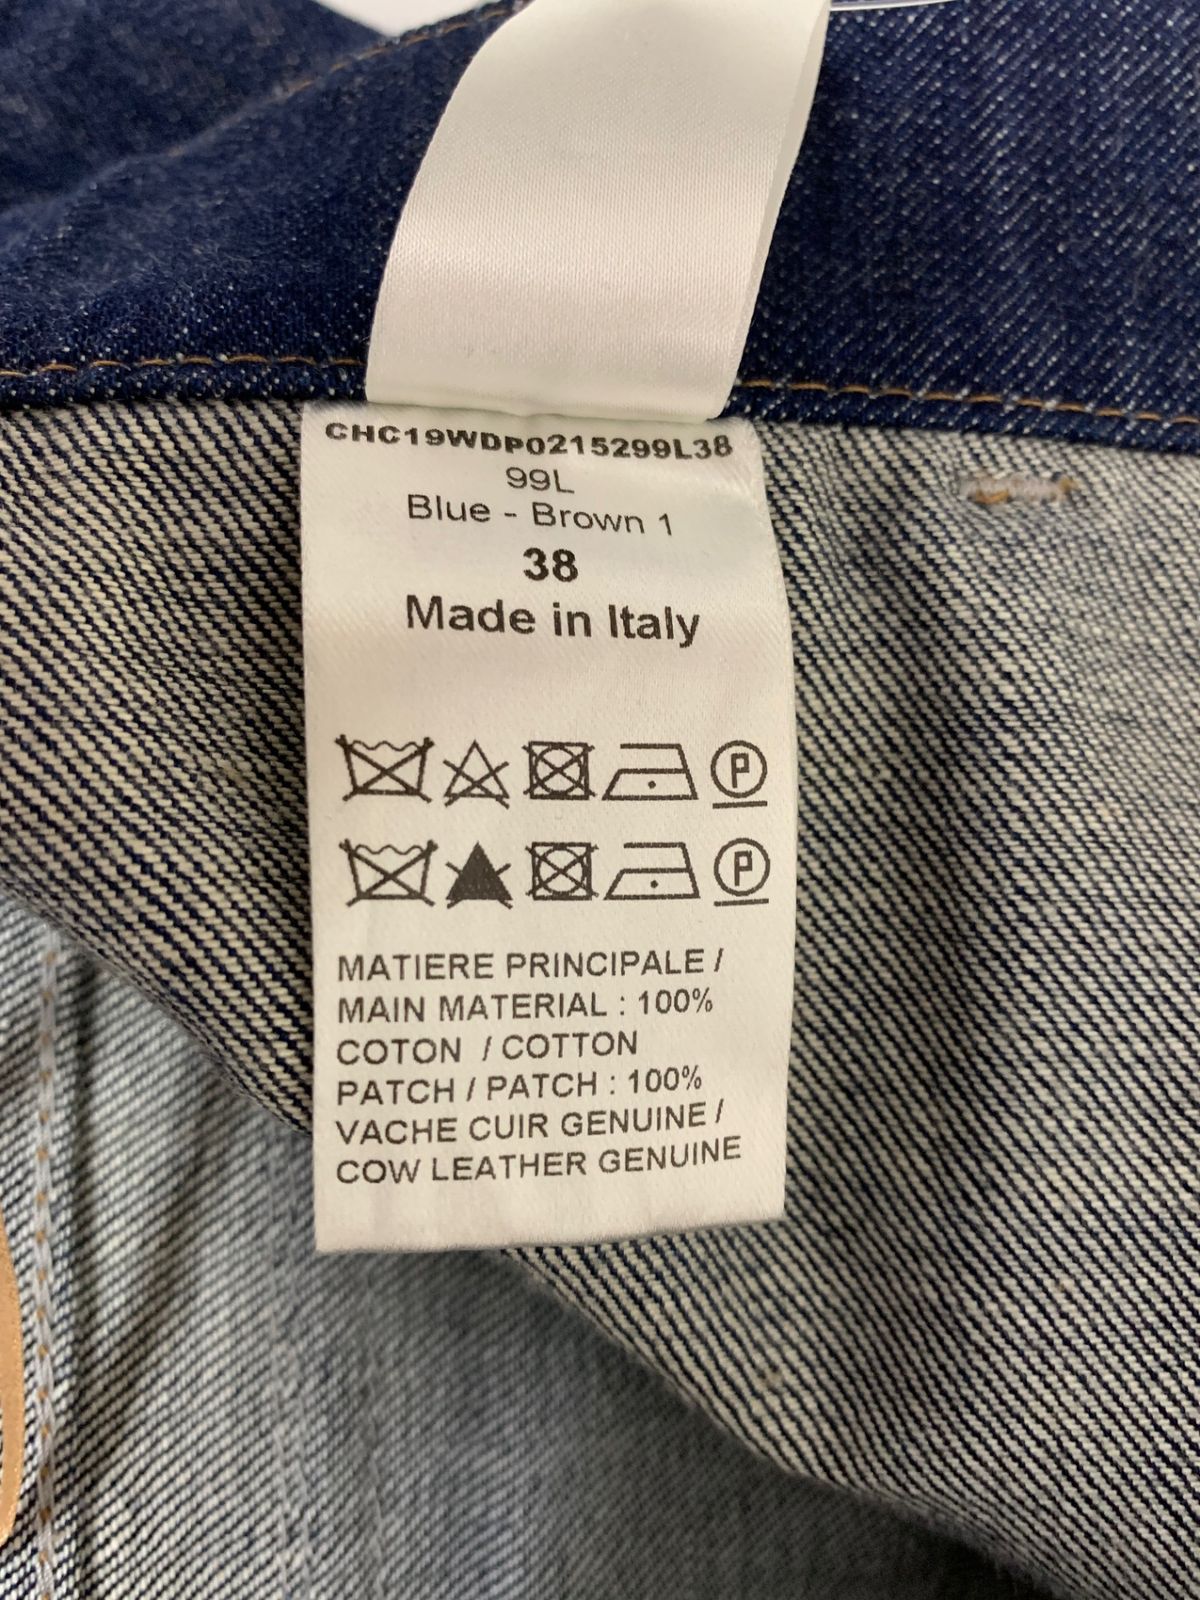 CHC19WDP0215299L38
99L
Blue - Brown 1
38
Made in Italy
P
P
MATIERE PRINCIPALE /
MAIN MATERIAL : 100%
COTON / COTTON
PATCH / PATCH : 100%
VACHE CUIR GENUINE /
COW LEATHER GENUINE